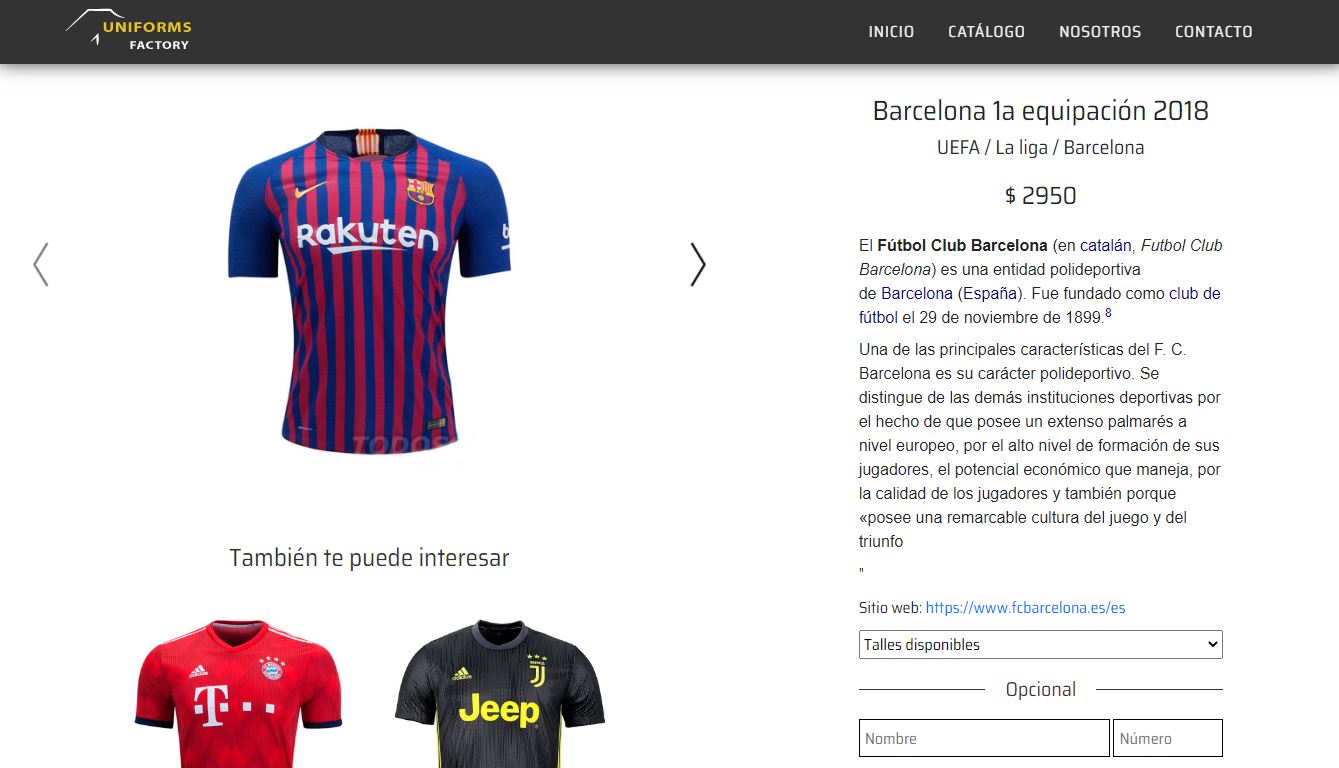 UNIFORMS
FACTORY
INICIO
CATÁLOGO
NOSOTROS
CONTACTO
Rakuten
TODOS
Barcelona 1a equipación 2018
UEFA / La liga / Barcelona
$ 2950
El Fútbol Club Barcelona (en catalán, Futbol Club
Barcelona) es una entidad polideportiva
de Barcelona (España). Fue fundado como club de
fútbol el 29 de noviembre de 1899.8
Una de las principales características del F. C.
Barcelona es su carácter polideportivo. Se
distingue de las demás instituciones deportivas por
el hecho de que posee un extenso palmarés a
nivel europeo, por el alto nivel de formación de sus
jugadores, el potencial económico que maneja, por
la calidad de los jugadores y también porque
«posee una remarcable cultura del juego y del
triunfo
"
Sitio web: https://www.fcbarcelona.es/es
Talles disponibles
Opcional
Nombre
Número
También te puede interesar
adidas
T
adidas
Jeep